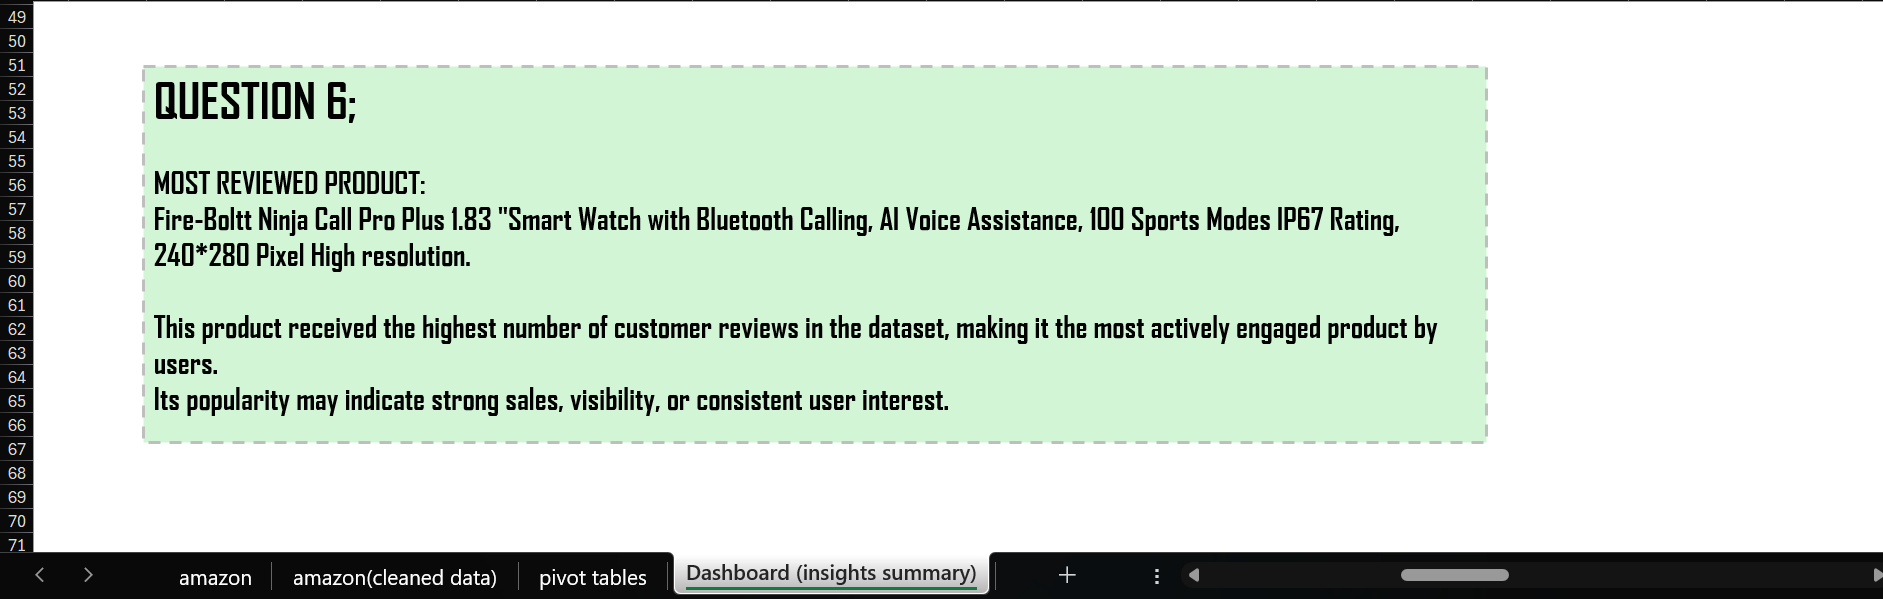 49
50
51
52
53
54
55
56
57
58
59
60
61
62
63
64
65
66
67
68
69
70
71
QUESTION 6;
MOST REVIEWED PRODUCT:
Fire-Boltt Ninja Call Pro Plus 1.83 "Smart Watch with Bluetooth Calling, AI Voice Assistance, 100 Sports Modes IP67 Rating,
240*280 Pixel High resolution.
This product received the highest number of customer reviews in the dataset, making it the most actively engaged product by
users.
Its popularity may indicate strong sales, visibility, or consistent user interest.
amazon amazon(cleaned data) pivot tables Dashboard (insights summary)